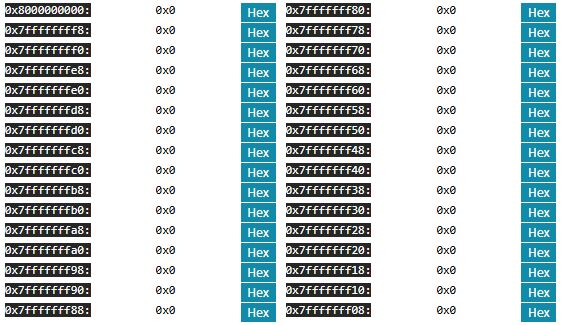 0x8000000000: 0x0 Hex 0x7fffffff80: 0x0 Hex
0x7ffffffff8: 0x0 Hex 0x7fffffff78: 0x0 Hex
0x7ffffffff0: 0x0 Hex 0x7fffffff70: 0x0 Hex
0x7fffffffe8: 0x0 Hex 0x7fffffff68: 0x0 Hex
0x7fffffffe0: 0x0 Hex 0x7fffffff60: 0x0 Hex
0x7fffffffd8: 0x0 Hex 0x7fffffff58: 0x0 Hex
0x7fffffffd0: 0x0 Hex 0x7fffffff50: 0x0 Hex
0x7fffffffc8: 0x0 Hex 0x7fffffff48: 0x0 Hex
0x7fffffffc0: 0x0 Hex 0x7fffffff40: 0x0 Hex
0x7fffffffb8: 0x0 Hex 0x7fffffff38: 0x0 Hex
0x7fffffffb0: 0x0 Hex 0x7fffffff30: 0x0 Hex
0x7fffffffa8: 0x0 Hex 0x7fffffff28: 0x0 Hex
0x7fffffffa0: 0x0 Hex 0x7fffffff20: 0x0 Hex
0x7fffffff98: 0x0 Hex 0x7fffffff18: 0x0 Hex
0x7fffffff90: 0x0 Hex 0x7fffffff10: 0x0 Hex
0x7fffffff88: 0x0 Hex 0x7fffffff08: 0x0 Hex